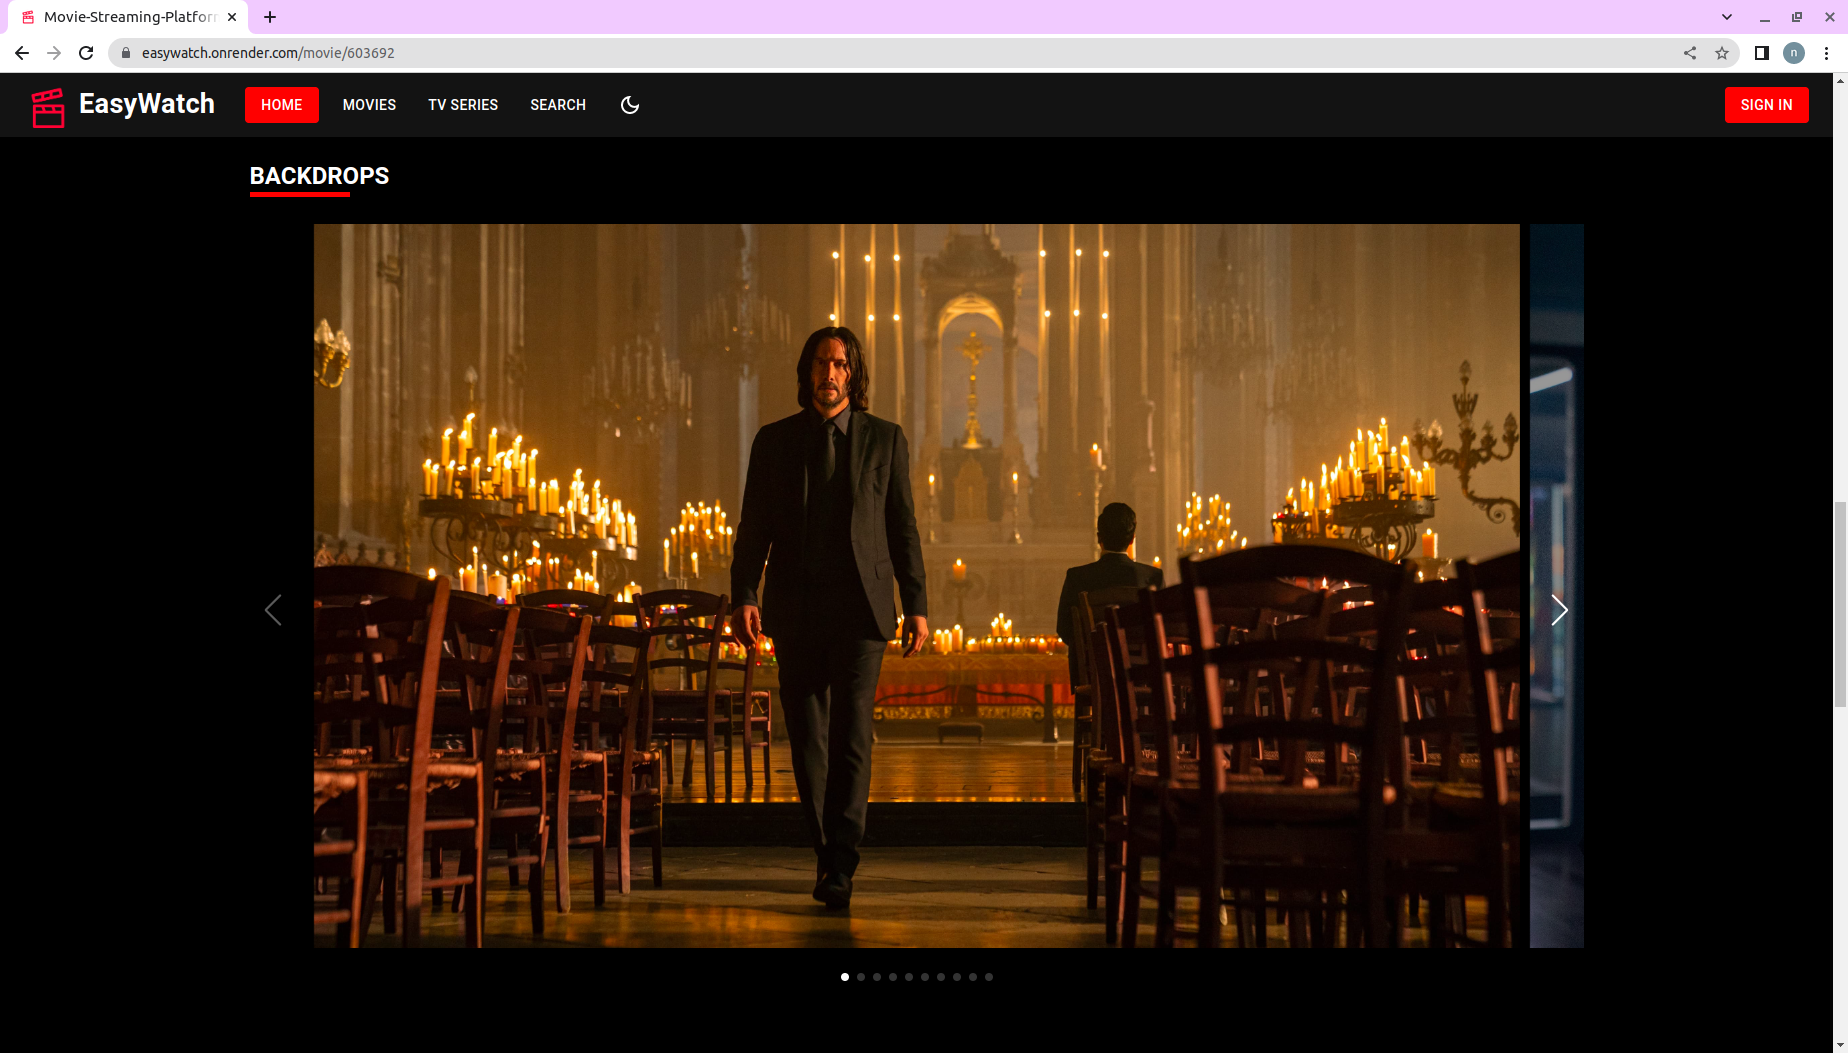 Movie-Streaming-Platfor
easywatch.onrender.com/movie/603692
n
EasyWatch
HOME
MOVIES
TV SERIES
SEARCH
SIGN IN
BACKDROPS